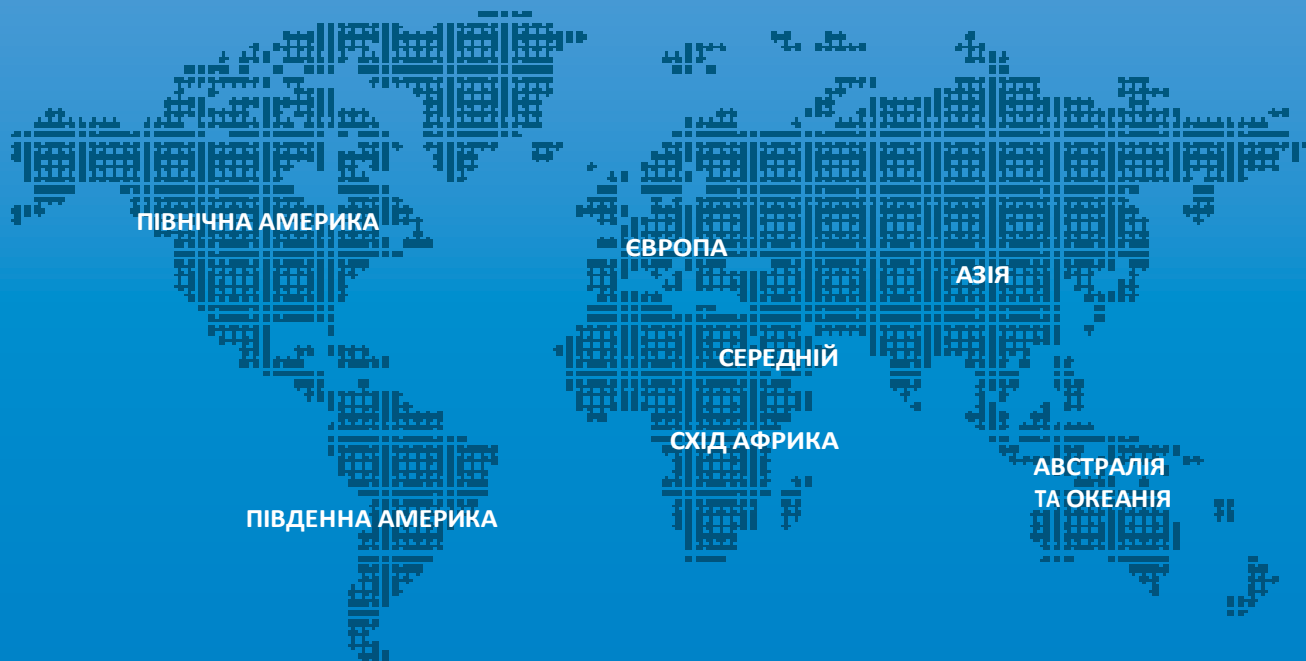 ПІВНІЧНА АМЕРИКА
ЄВРОПА
АЗІЯ
СЕРЕДНІЙ
СХІД АФРИКА
АВСТРАЛІЯ
ТА ОКЕАНІЯ
ПІВДЕННА АМЕРИКА